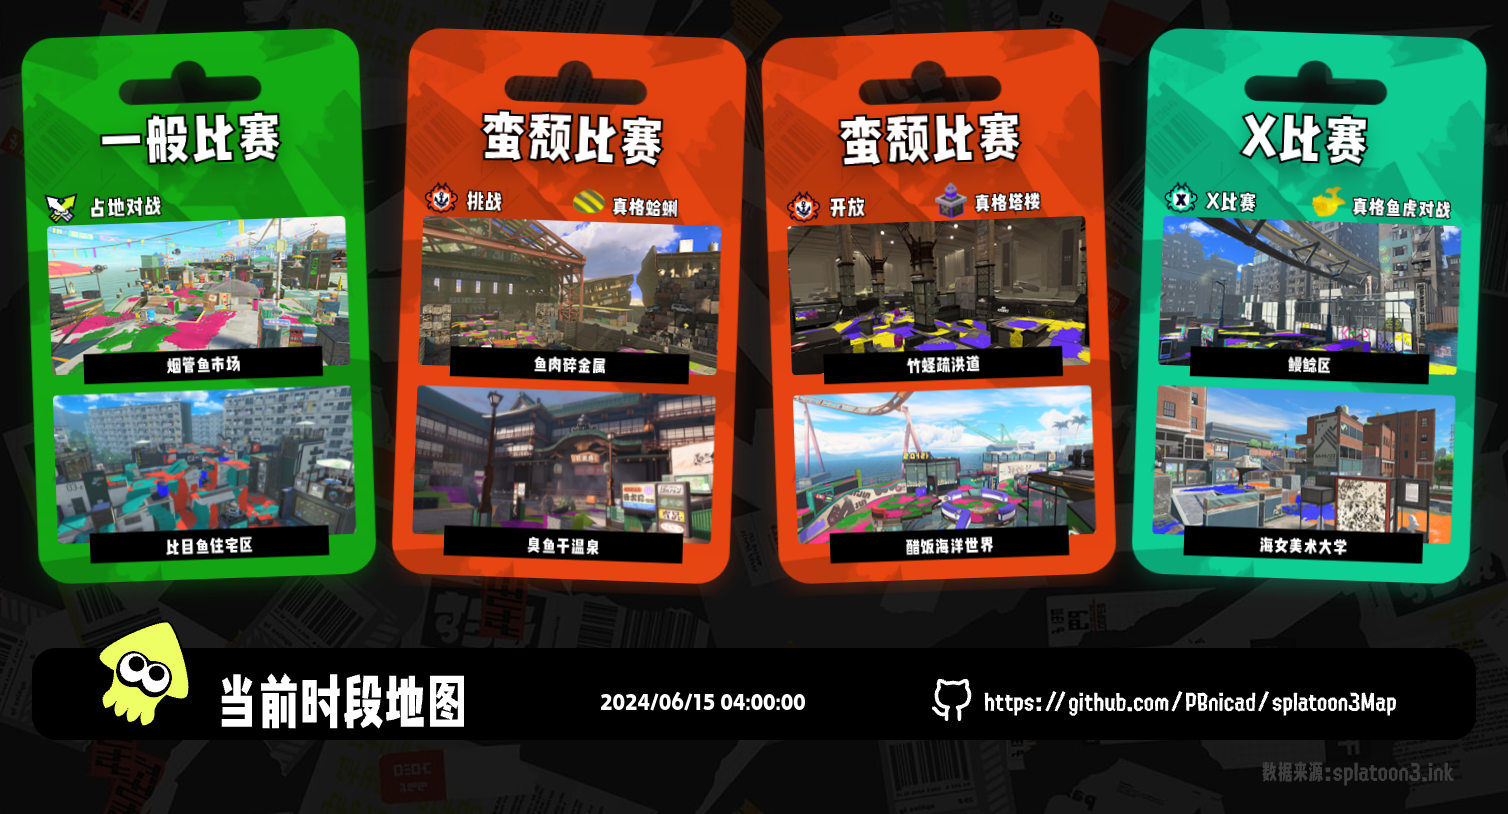 一般比赛
占地对战
烟管鱼市场
比目鱼住宅区
蛮颓比赛
挑战
真格蛤蜊
鱼肉碎金属
臭鱼干温泉
蛮颓比赛
开放
真格塔楼
竹蛏疏洪道
醋饭海洋世界
X比赛
X比赛
真格鱼虎对战
鳗鲶区
海女美术大学
当前时段地图
2024/06/15 04:00:00
https://github.com/PBnicad/splatoon3Map
数据来源:splatoon3.ink